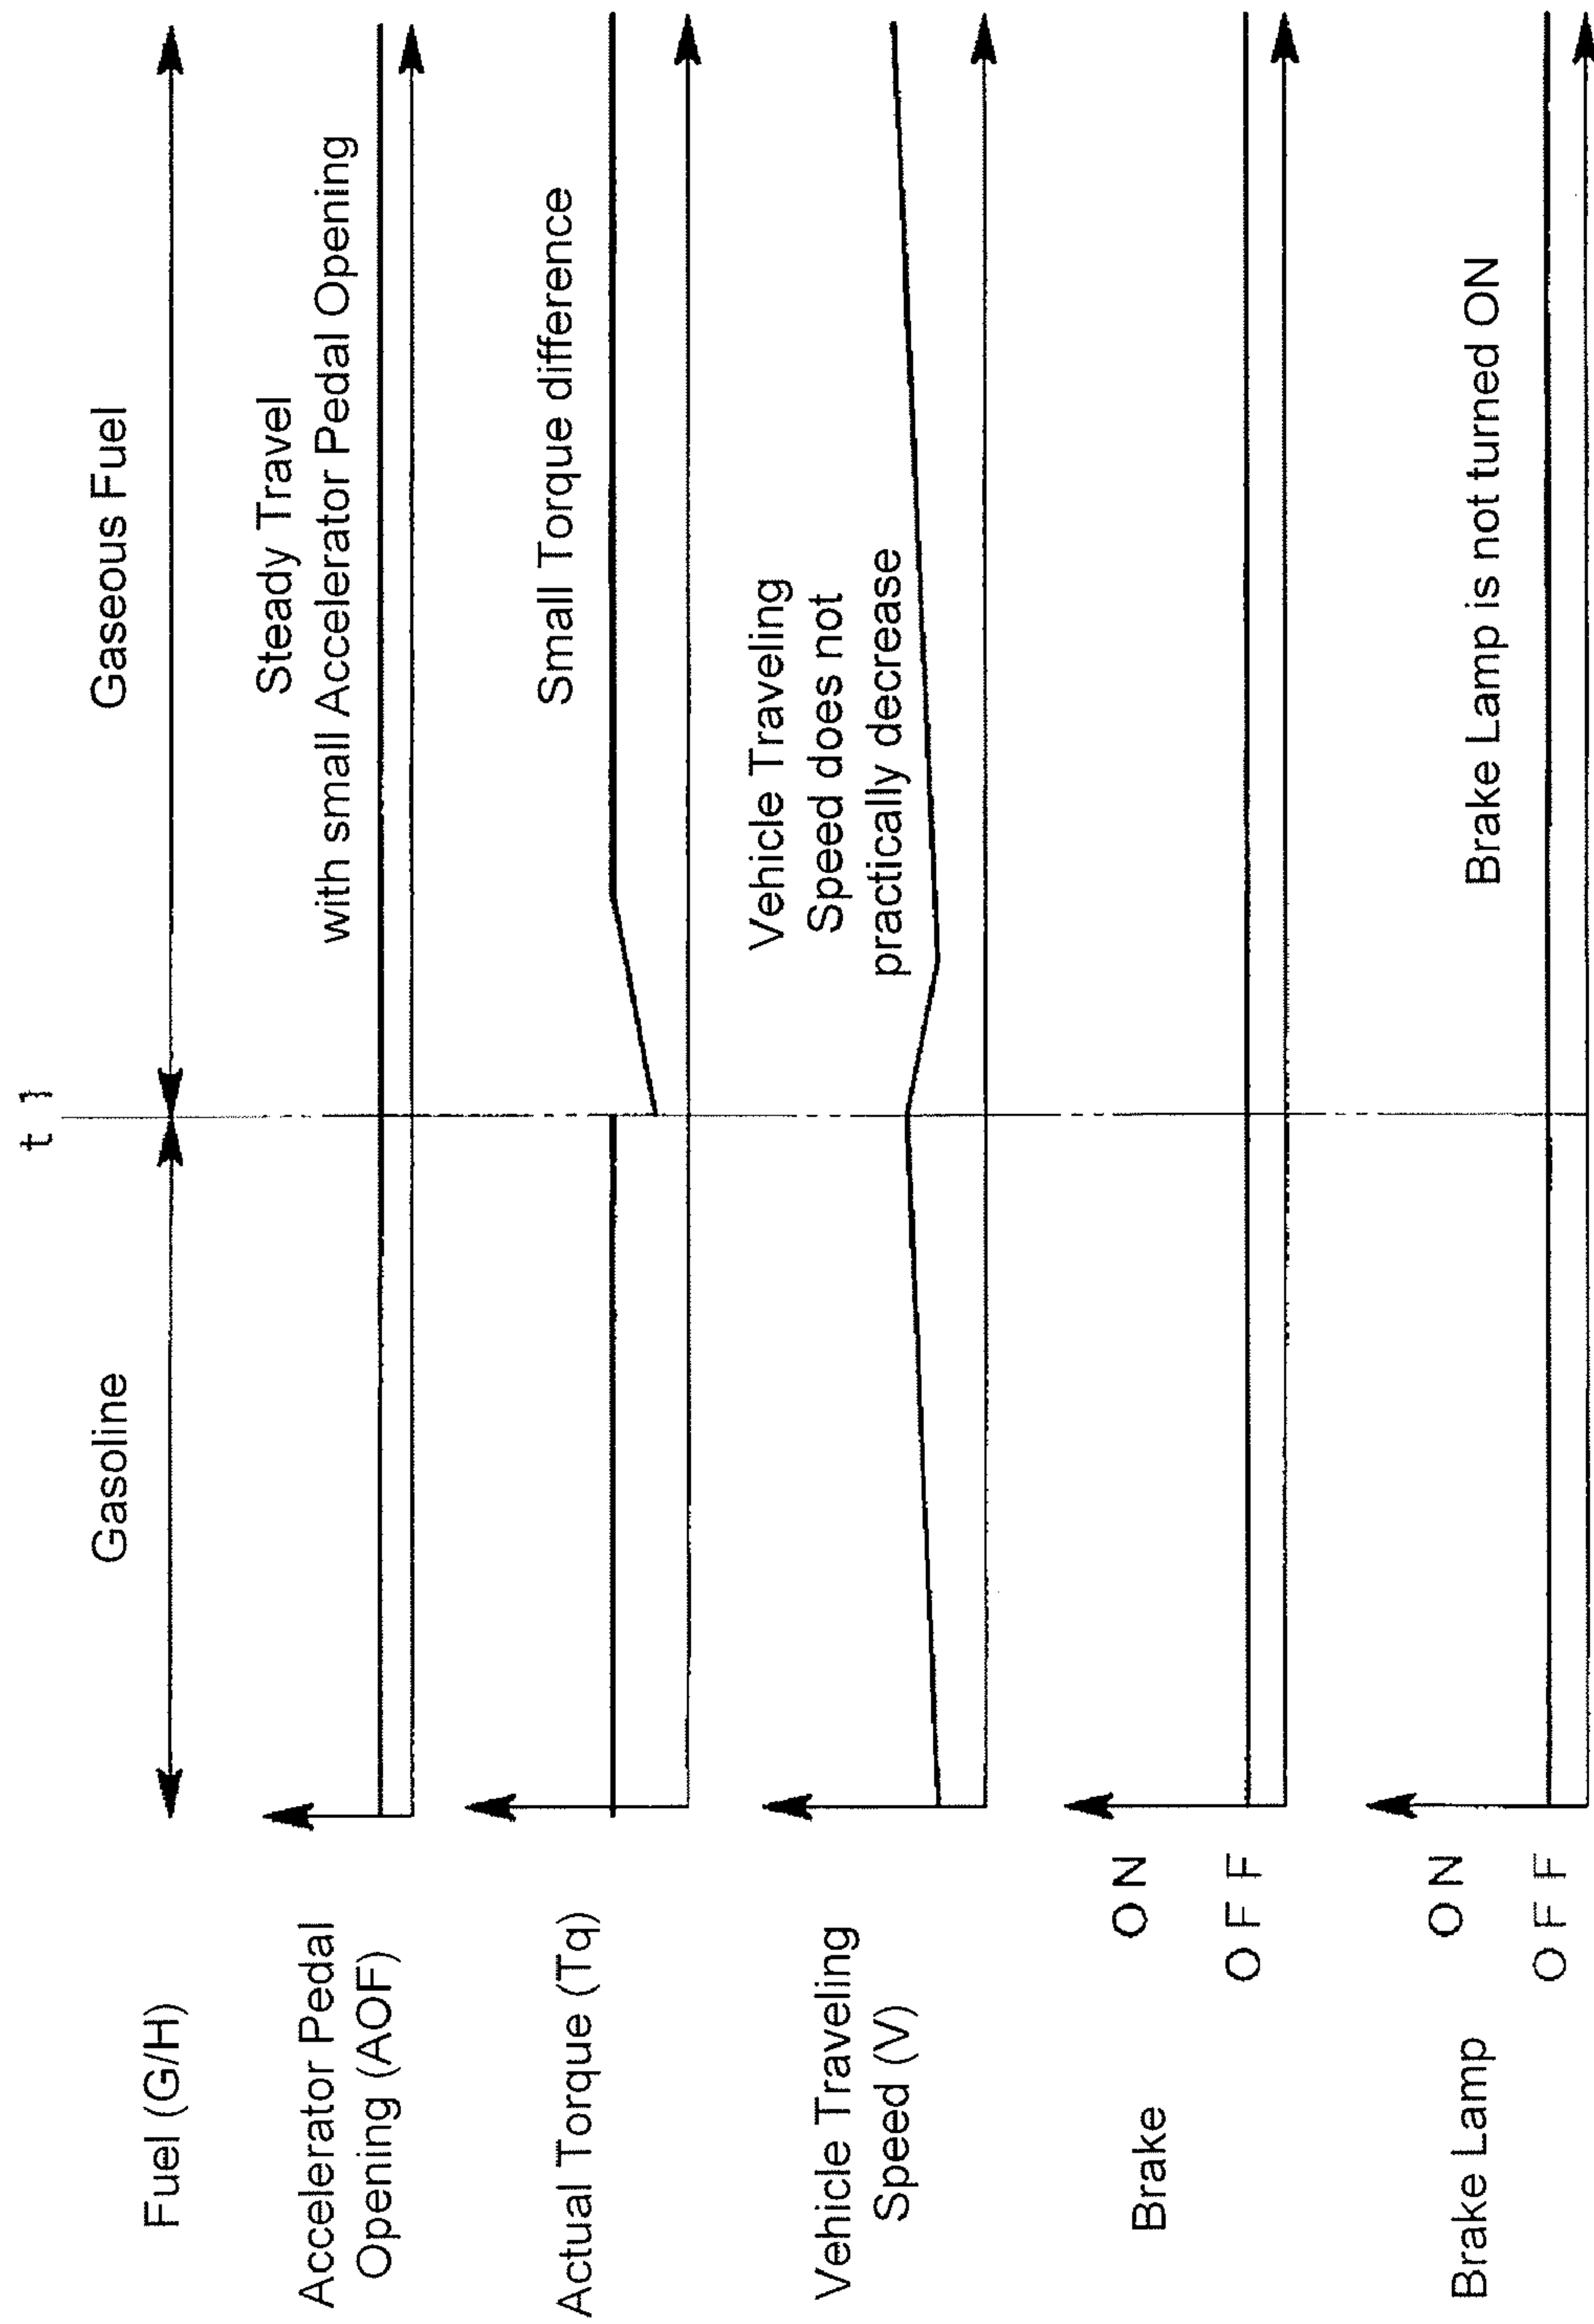 t 1
Fuel (G/H)
Gasoline
Gaseous Fuel
Accelerator Pedal
Opening (AOF)
Steady Travel
with small Accelerator Pedal Opening
Actual Torque (Tq)
Small Torque difference
Vehicle Traveling
Speed (V)
Vehicle Traveling
Speed does not
practically decrease
Brake
ON
OFF
Brake Lamp
ON
OFF
Brake Lamp is not turned ON